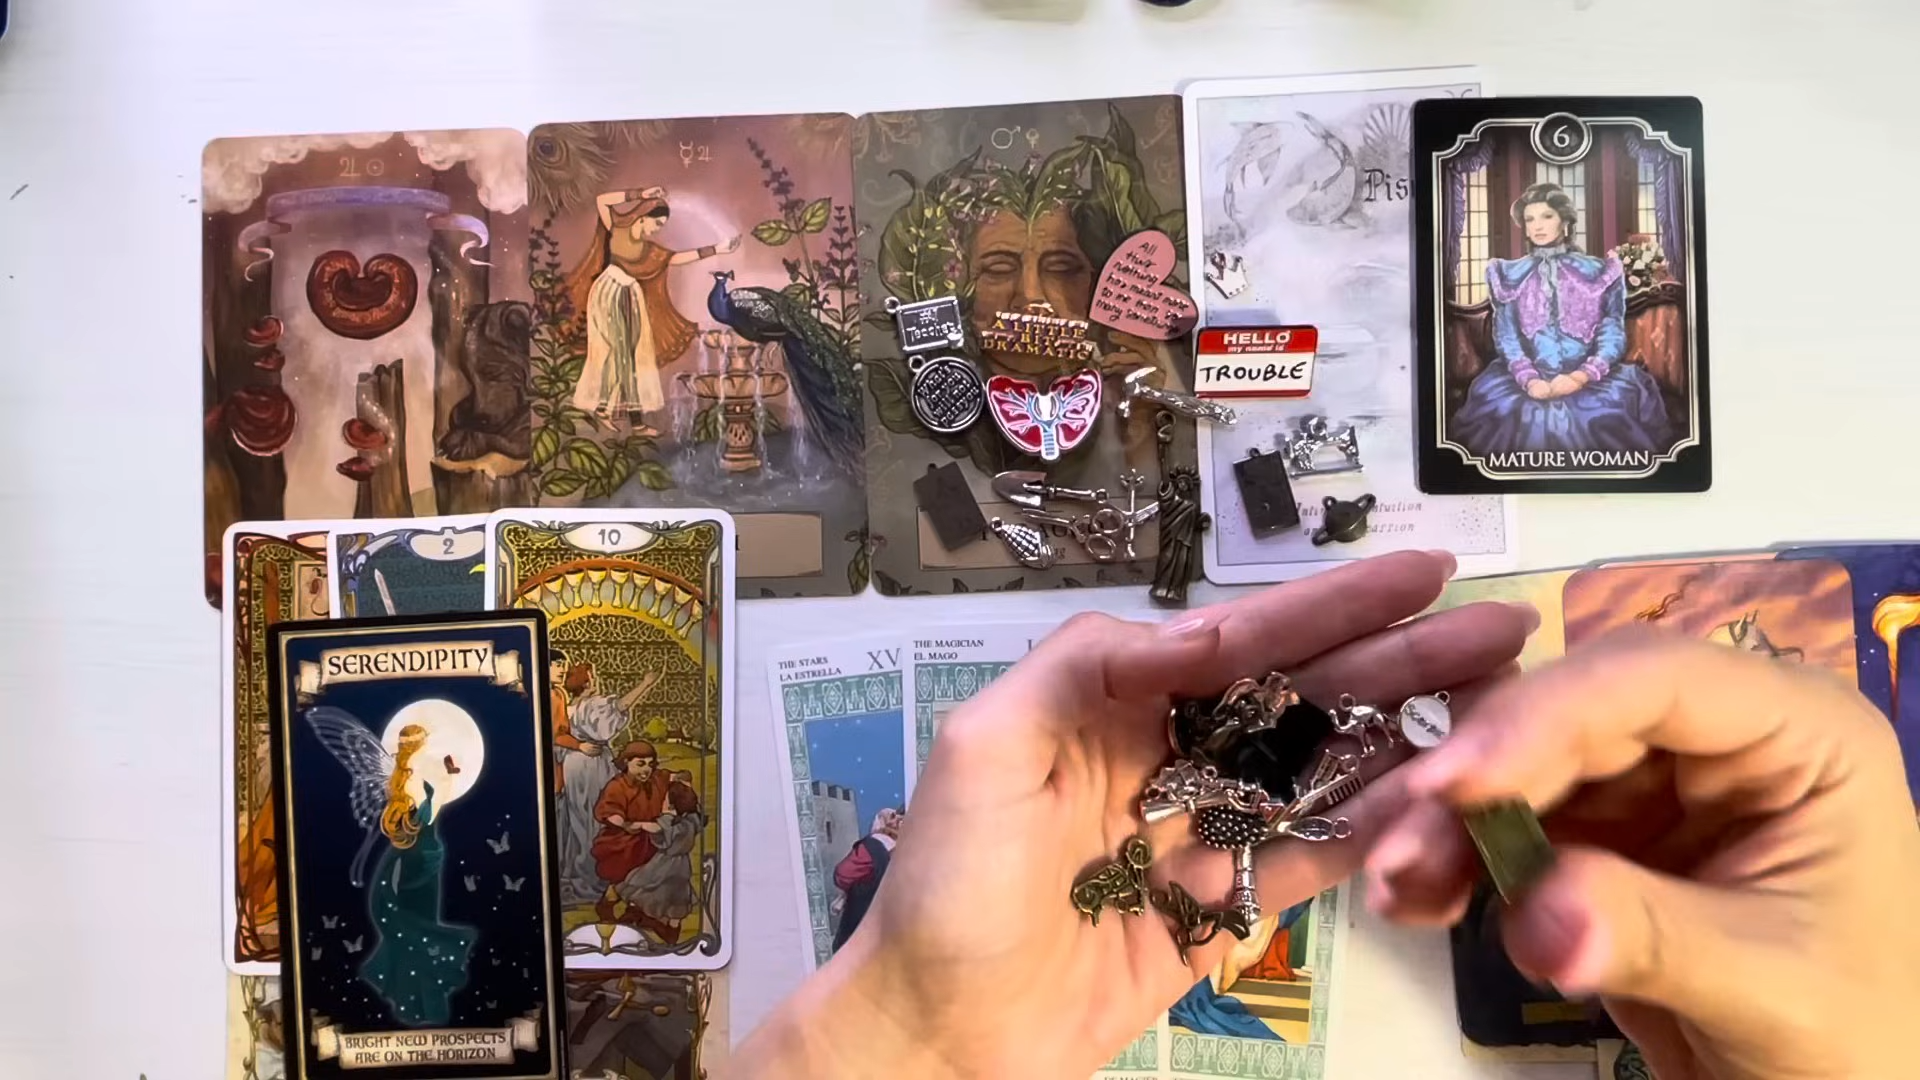 6
Pis
All
this
nothing
has meant more
to me than so
many somethings
Teacher
A LITTLE
BIT
DRAMATIC
HELLO
my name is
TROUBLE
MATURE WOMAN
2
10
THE STARS
LA ESTRELLA
XV
THE MAGICIAN
EL MAGO
I
SERENDIPITY
BRIGHT NEW PROSPECTS
ARE ON THE HORIZON